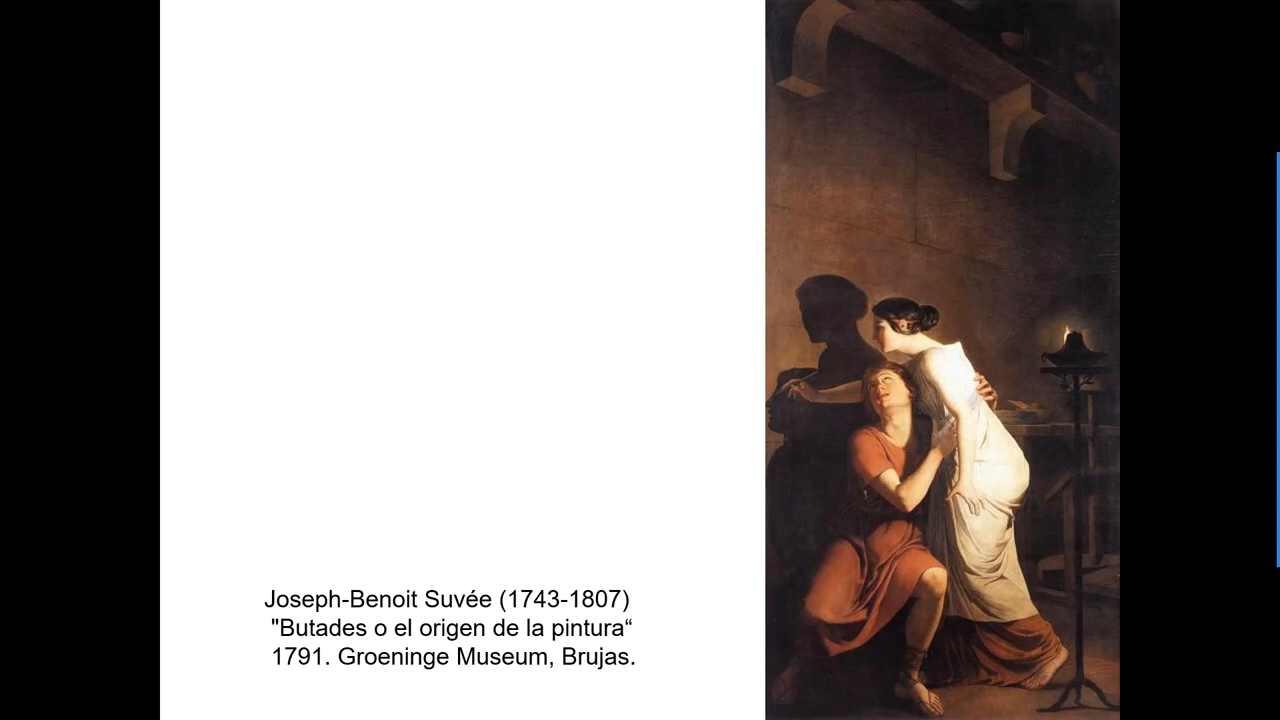 Joseph-Benoit Suvée (1743-1807)
"Butades o el origen de la pintura“
1791. Groeninge Museum, Brujas.